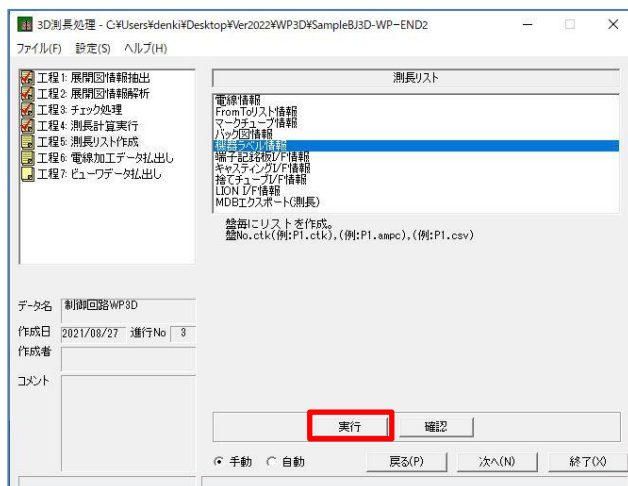 3D測長処理 - C:¥Users¥denki¥Desktop¥Ver2022¥WP3D¥SampleBJ3D-WP-END2
ファイル(F) 設定(S) ヘルプ(H)
工程1: 展開図情報抽出
工程2: 展開図情報解析
工程3: チェック処理
工程4: 測長計算実行
工程5: 測長リスト作成
工程6: 電線加工データ払出し
工程7: ビューワデータ払出し
測長リスト
電線情報
FromToリスト情報
マークチューブ情報
バック図情報
機器ラベル情報
端子記銘板I/F情報
キャスティングI/F情報
捨てチューブI/F情報
LION I/F情報
MDBエクスポート(測長)
盤毎にリストを作成。
盤No.ctk(例:P1.ctk),(例:P1.ampc),(例:P1.csv)
データ名 制御回路WP3D
作成日 2021/08/27 進行No 3
作成者
コメント
実行 確認
手動 自動 戻る(P) 次へ(N) 終了(X)